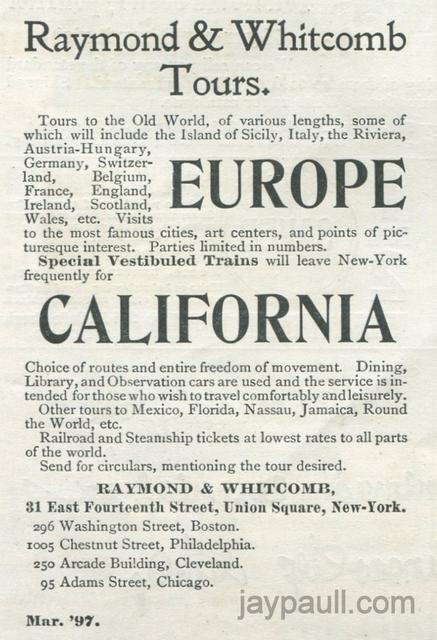 Raymond & Whitcomb
Tours.
Tours to the Old World, of various lengths, some of
which will include the Island of Sicily, Italy, the Riviera,
Austria-Hungary,
Germany, Switzer-
land, Belgium,
France, England,
Ireland, Scotland,
Wales, etc. Visits
EUROPE
to the most famous cities, art centers, and points of pic-
turesque interest. Parties limited in numbers.
Special Vestibuled Trains will leave New-York
frequently for
CALIFORNIA
Choice of routes and entire freedom of movement. Dining,
Library, and Observation cars are used and the service is in-
tended for those who wish to travel comfortably and leisurely.
Other tours to Mexico, Florida, Nassau, Jamaica, Round
the World, etc.
Railroad and Steamship tickets at lowest rates to all parts
of the world.
Send for circulars, mentioning the tour desired.
RAYMOND & WHITCOMB,
31 East Fourteenth Street, Union Square, New-York.
296 Washington Street, Boston.
1005 Chestnut Street, Philadelphia.
250 Arcade Building, Cleveland.
95 Adams Street, Chicago.
Mar. '97.
jaypaull.com